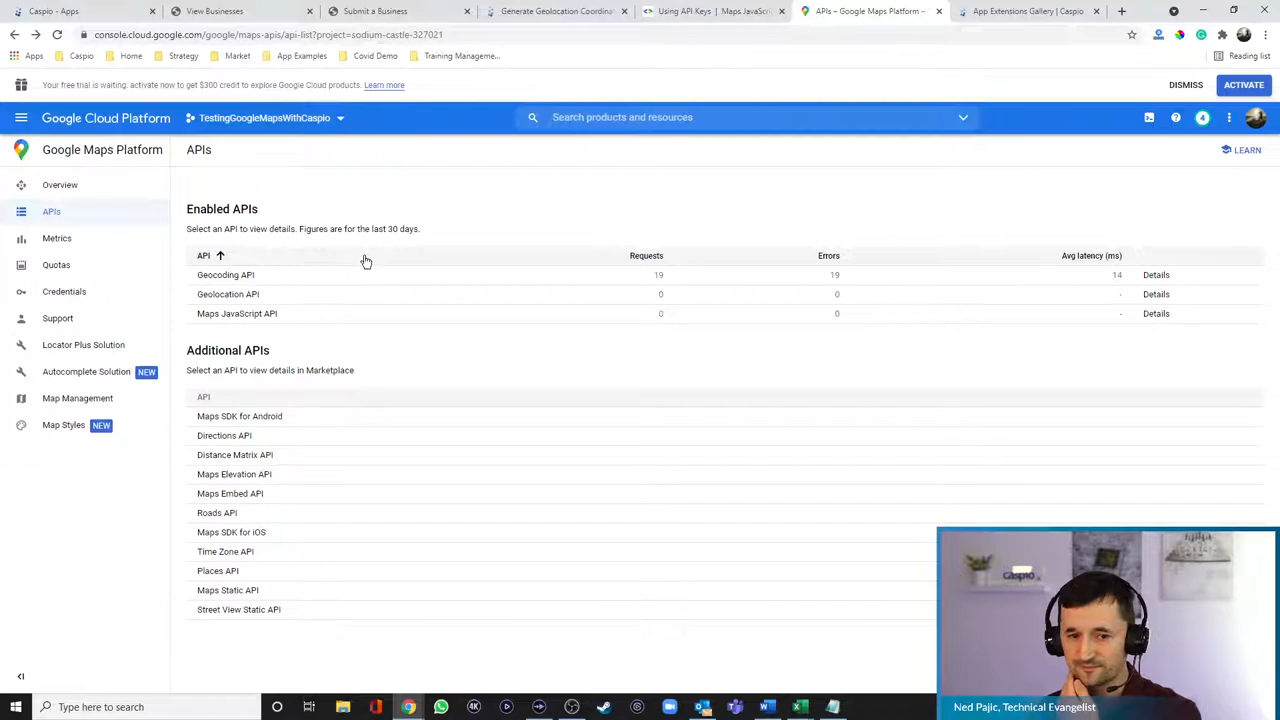 Caspio - Apps
View Businesses
Submit a Business
Generate Geolocation Coordina
Using API Keys | Maps JavaSc
APIs – Google Maps Platform –
App Extensions Gallery | Caspio
console.cloud.google.com/google/maps-apis/api-list?project=sodium-castle-327021
Apps
Caspio
Home
Strategy
Market
App Examples
Covid Demo
Training Manageme...
Reading list
Your free trial is waiting: activate now to get $300 credit to explore Google Cloud products. Learn more
DISMISS
ACTIVATE
Google Cloud Platform
TestingGoogleMapsWithCaspio
Search products and resources
4
Google Maps Platform
APIs
LEARN
Overview
APIs
Metrics
Quotas
Credentials
Support
Locator Plus Solution
Autocomplete Solution NEW
Map Management
Map Styles NEW
Enabled APIs
Select an API to view details. Figures are for the last 30 days.
API Requests Errors Avg latency (ms)
Geocoding API 19 19 14 Details
Geolocation API 0 0 - Details
Maps JavaScript API 0 0 - Details
Additional APIs
Select an API to view details in Marketplace
API
Maps SDK for Android
Directions API
Distance Matrix API
Maps Elevation API
Maps Embed API
Roads API
Maps SDK for iOS
Time Zone API
Places API
Maps Static API
Street View Static API
caspio
Ned Pajic, Technical Evangelist
Type here to search
4K